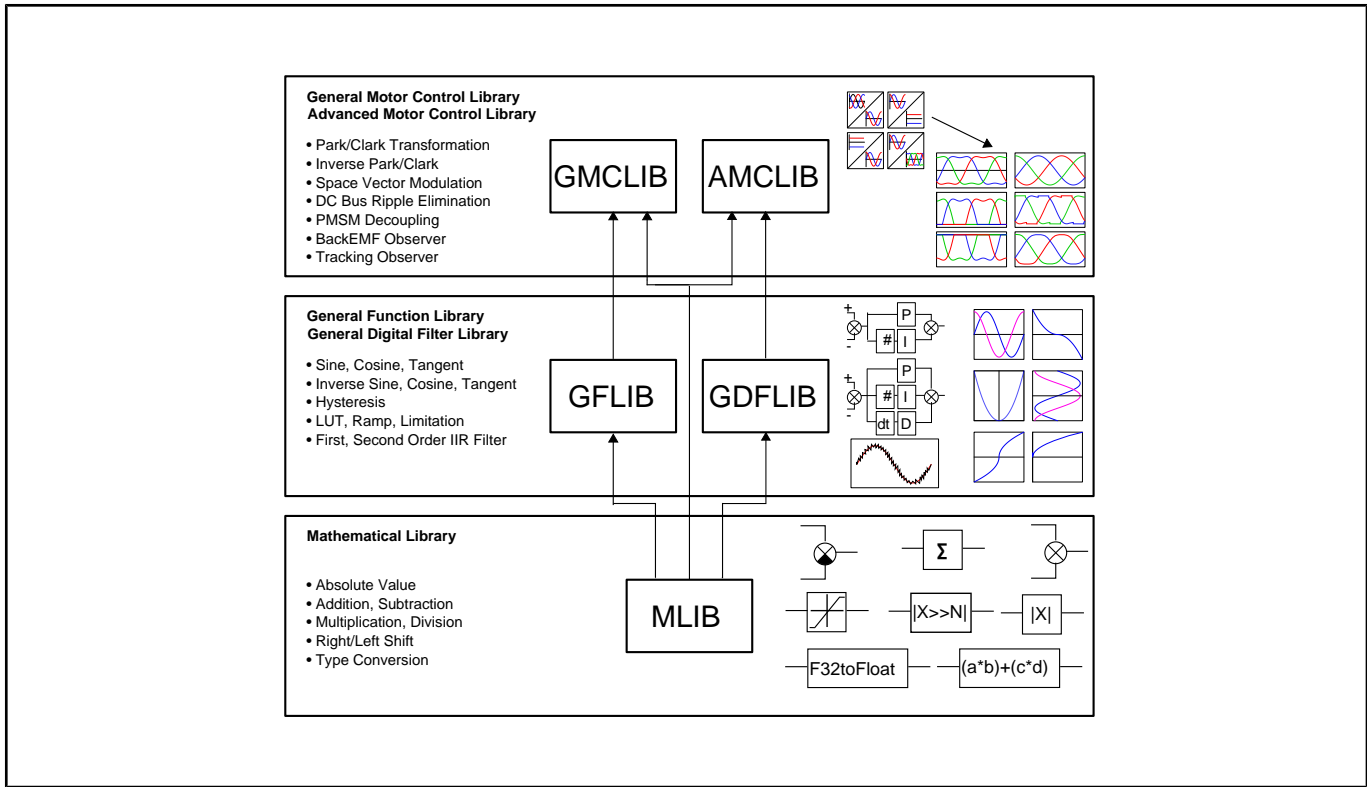 General Motor Control Library
Advanced Motor Control Library
• Park/Clark Transformation
• Inverse Park/Clark
• Space Vector Modulation
• DC Bus Ripple Elimination
• PMSM Decoupling
• BackEMF Observer
• Tracking Observer
GMCLIB
AMCLIB
General Function Library
General Digital Filter Library
• Sine, Cosine, Tangent
• Inverse Sine, Cosine, Tangent
• Hysteresis
• LUT, Ramp, Limitation
• First, Second Order IIR Filter
GFLIB
GDFLIB
+
-
P
#
I
+
-
P
#
I
dt
D
Mathematical Library
• Absolute Value
• Addition, Subtraction
• Multiplication, Division
• Right/Left Shift
• Type Conversion
MLIB
Σ
|X>>N|
|X|
F32toFloat
(a*b)+(c*d)